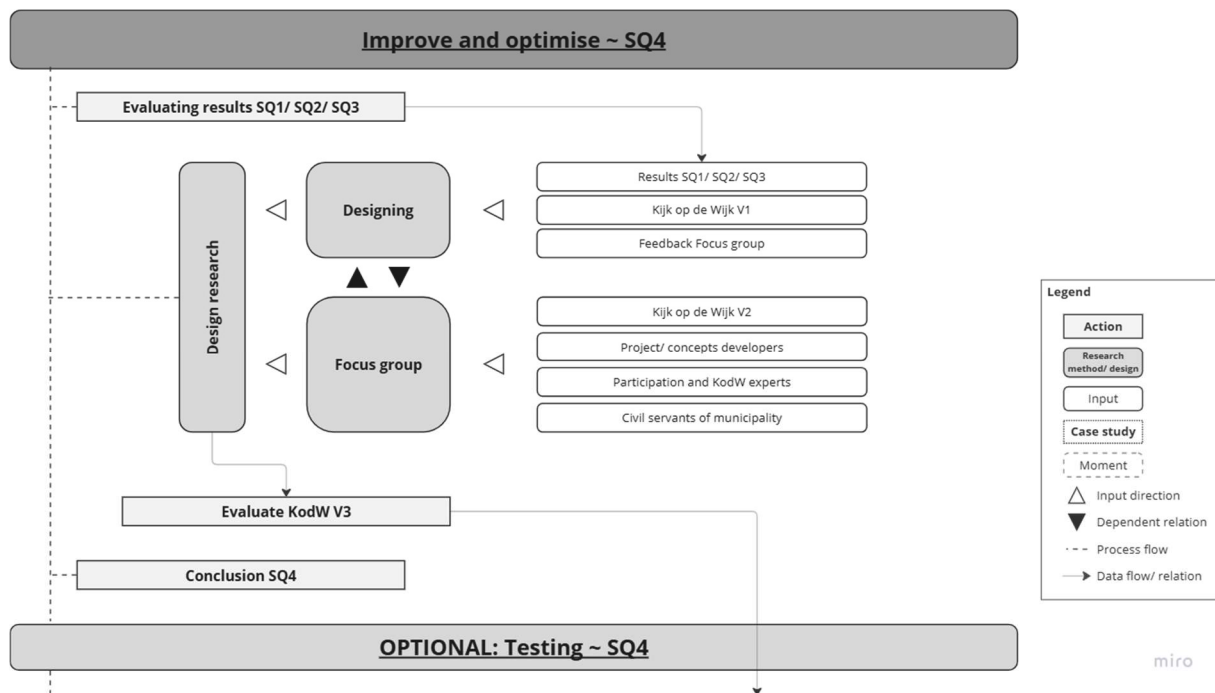 Improve and optimise ~ SQ4
Evaluating results SQ1/ SQ2/ SQ3
Design research
Designing
Results SQ1/ SQ2/ SQ3
Kijk op de Wijk V1
Feedback Focus group
Focus group
Kijk op de Wijk V2
Project/ concepts developers
Participation and KodW experts
Civil servants of municipality
Evaluate KodW V3
Conclusion SQ4
OPTIONAL: Testing ~ SQ4
Legend
Action
Research
method/ design
Input
Case study
Moment
Input direction
Dependent relation
Process flow
Data flow/ relation
miro